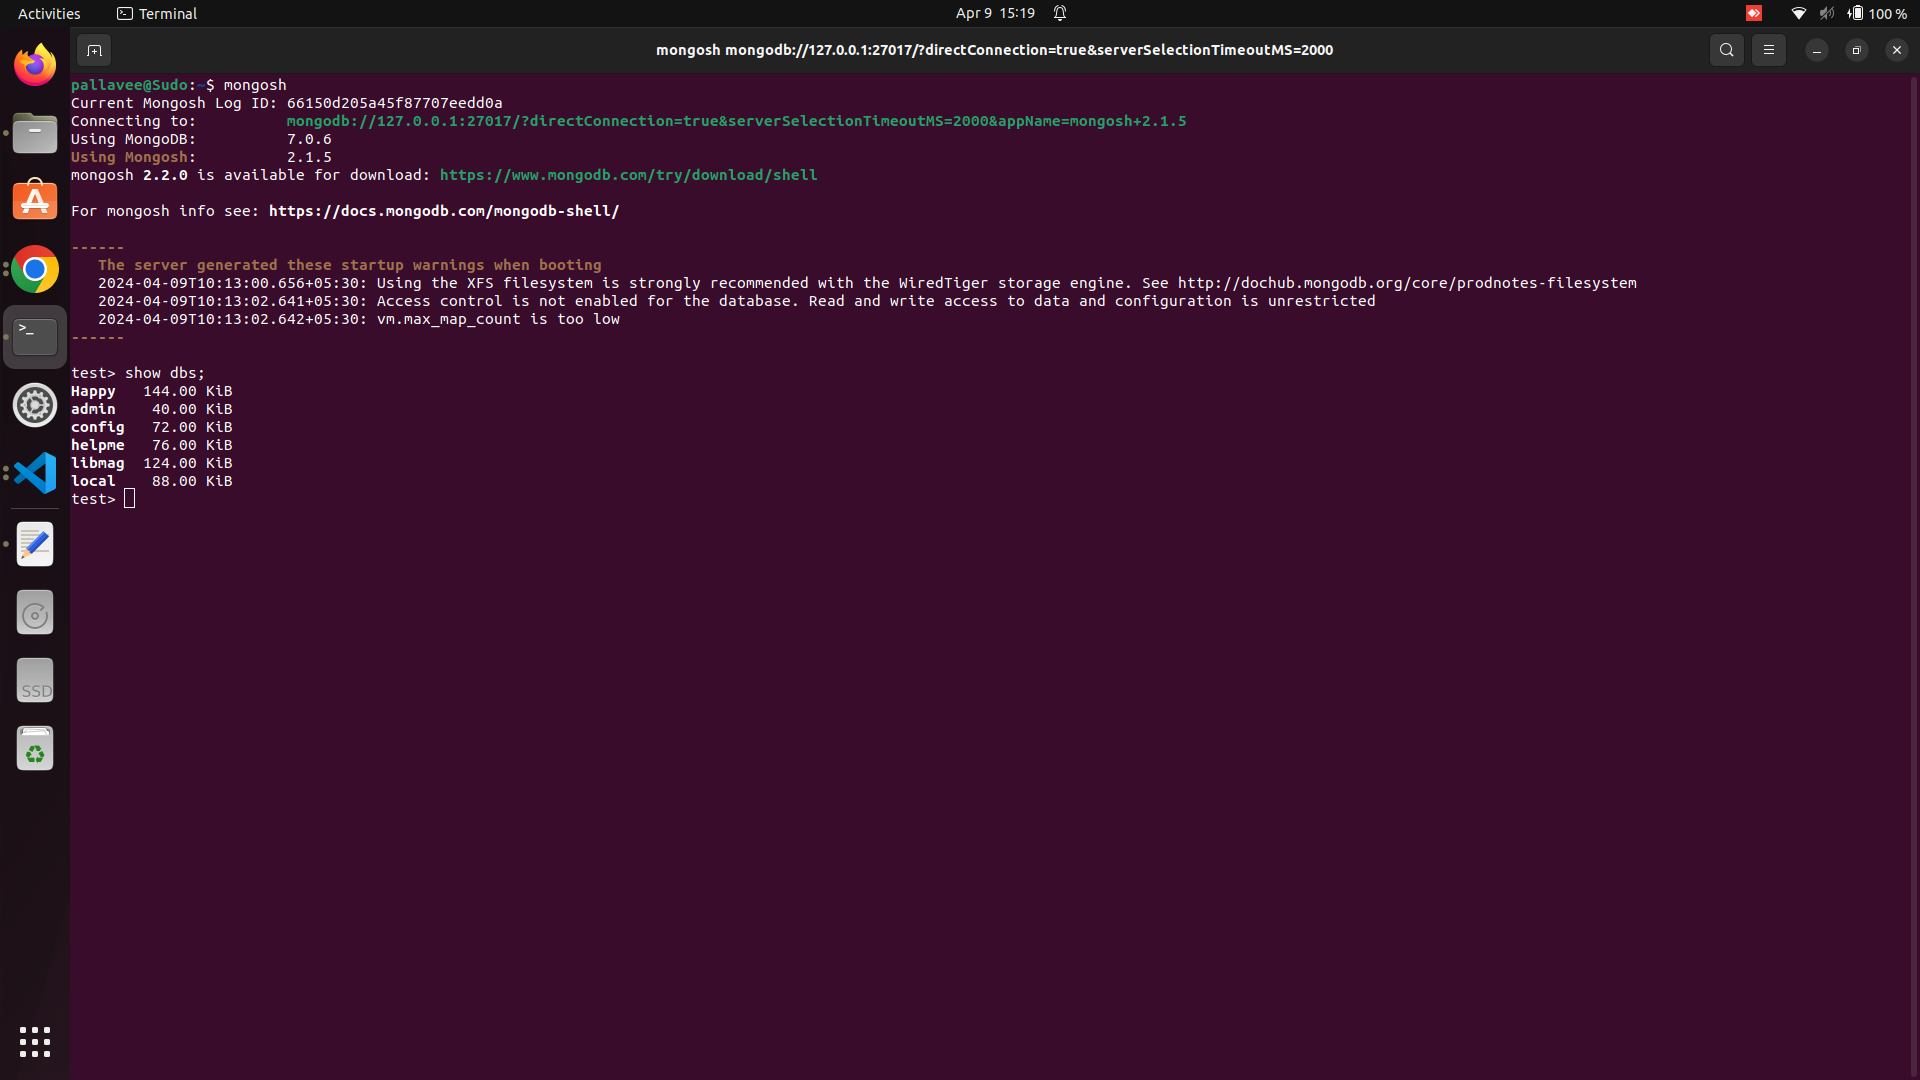 Activities Terminal Apr 9 15:19 100 %
mongosh mongodb://127.0.0.1:27017/?directConnection=true&serverSelectionTimeoutMS=2000
pallavee@Sudo:~$ mongosh
Current Mongosh Log ID: 66150d205a45f87707eedd0a
Connecting to: mongodb://127.0.0.1:27017/?directConnection=true&serverSelectionTimeoutMS=2000&appName=mongosh+2.1.5
Using MongoDB: 7.0.6
Using Mongosh: 2.1.5
mongosh 2.2.0 is available for download: https://www.mongodb.com/try/download/shell
For mongosh info see: https://docs.mongodb.com/mongodb-shell/
------
The server generated these startup warnings when booting
2024-04-09T10:13:00.656+05:30: Using the XFS filesystem is strongly recommended with the WiredTiger storage engine. See http://dochub.mongodb.org/core/prodnotes-filesystem
2024-04-09T10:13:02.641+05:30: Access control is not enabled for the database. Read and write access to data and configuration is unrestricted
2024-04-09T10:13:02.642+05:30: vm.max_map_count is too low
------
test> show dbs;
Happy 144.00 KiB
admin 40.00 KiB
config 72.00 KiB
helpme 76.00 KiB
libmag 124.00 KiB
local 88.00 KiB
test>
SSD